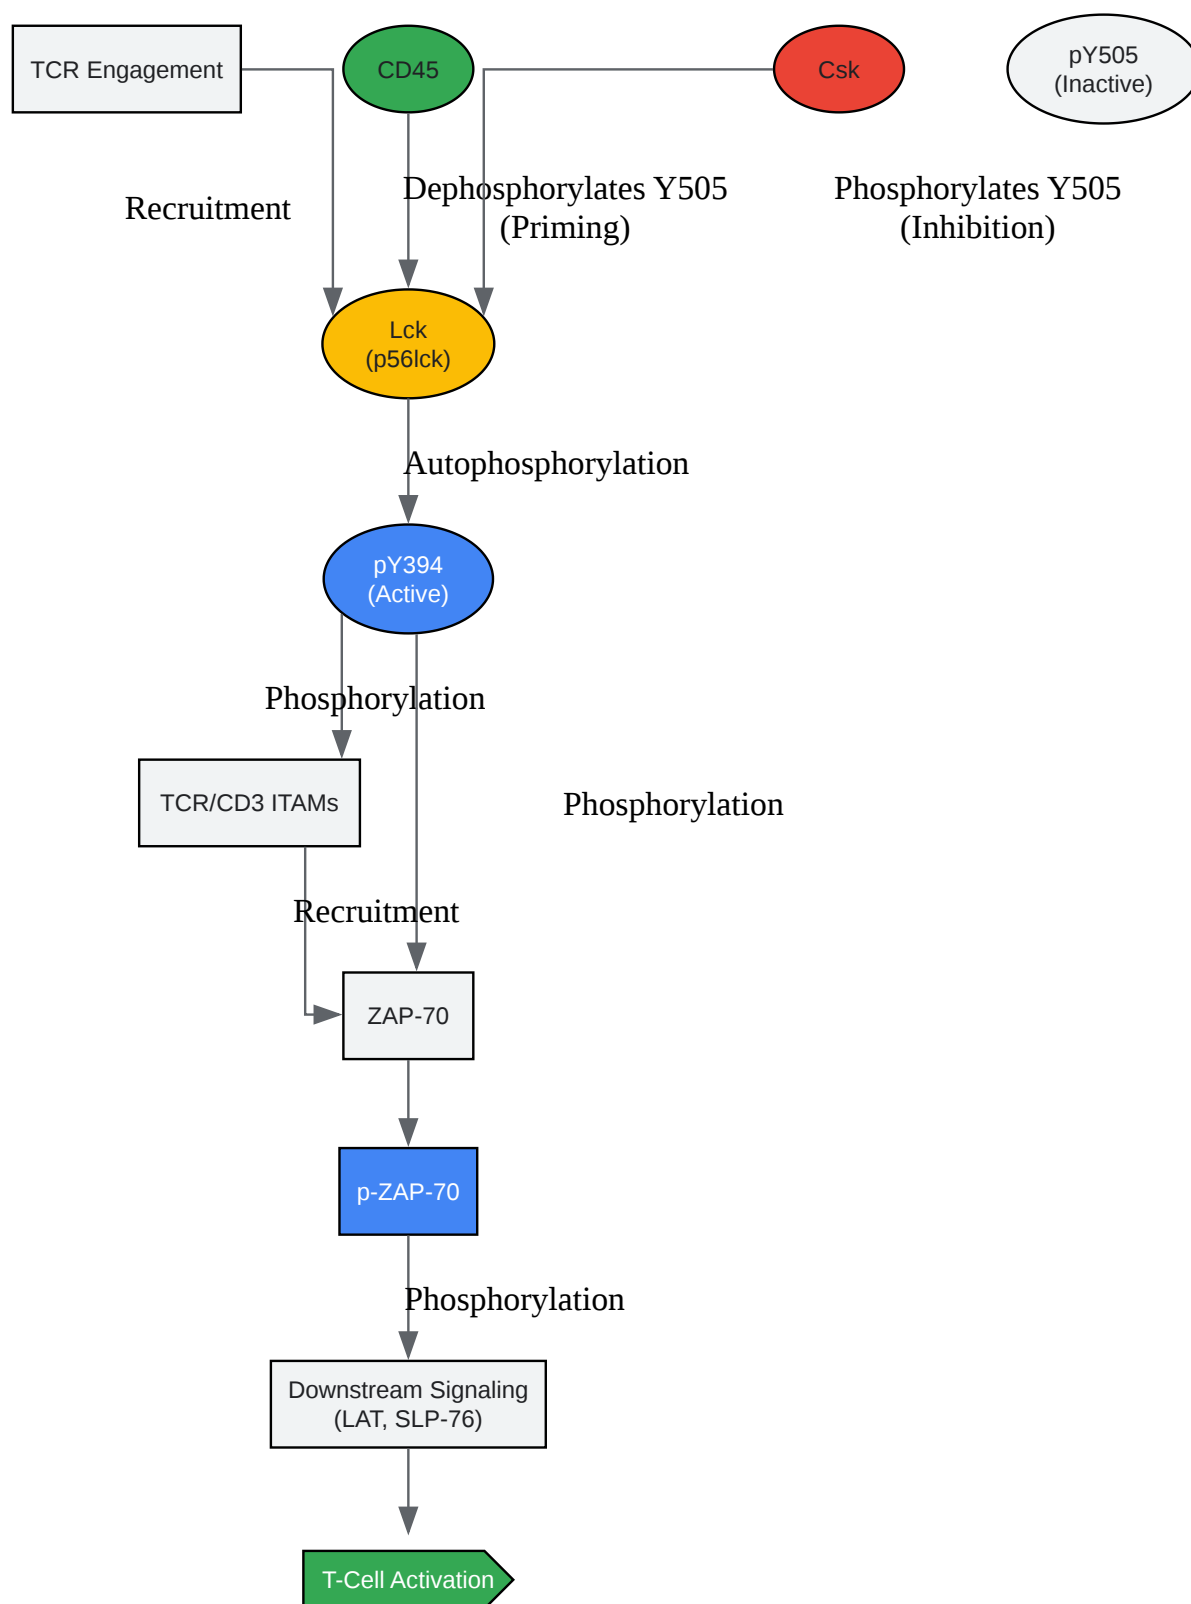 TCR Engagement
CD45
Csk
pY505
(Inactive)
Recruitment
Dephosphorylates Y505
(Priming)
Phosphorylates Y505
(Inhibition)
Lck
(p56lck)
Autophosphorylation
pY394
(Active)
Phosphorylation
TCR/CD3 ITAMs
Phosphorylation
Recruitment
ZAP-70
p-ZAP-70
Phosphorylation
Downstream Signaling
(LAT, SLP-76)
T-Cell Activation